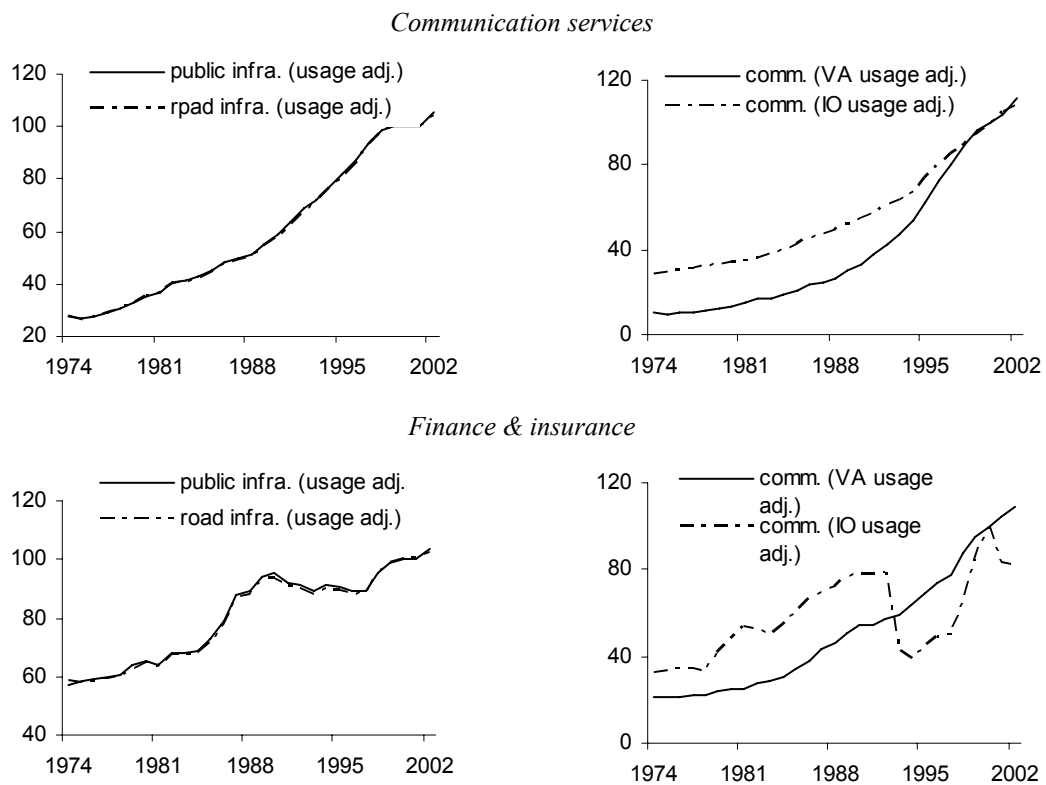 Communication services
120
100
80
60
40
20
public infra. (usage adj.)
rpad infra. (usage adj.)
1974 1981 1988 1995 2002
120
80
40
0
comm. (VA usage adj.)
comm. (IO usage adj.)
1974 1981 1988 1995 2002
Finance & insurance
120
100
80
60
40
public infra. (usage adj.
road infra. (usage adj.)
1974 1981 1988 1995 2002
120
80
40
0
comm. (VA usage
adj.)
comm. (IO usage
adj.)
1974 1981 1988 1995 2002